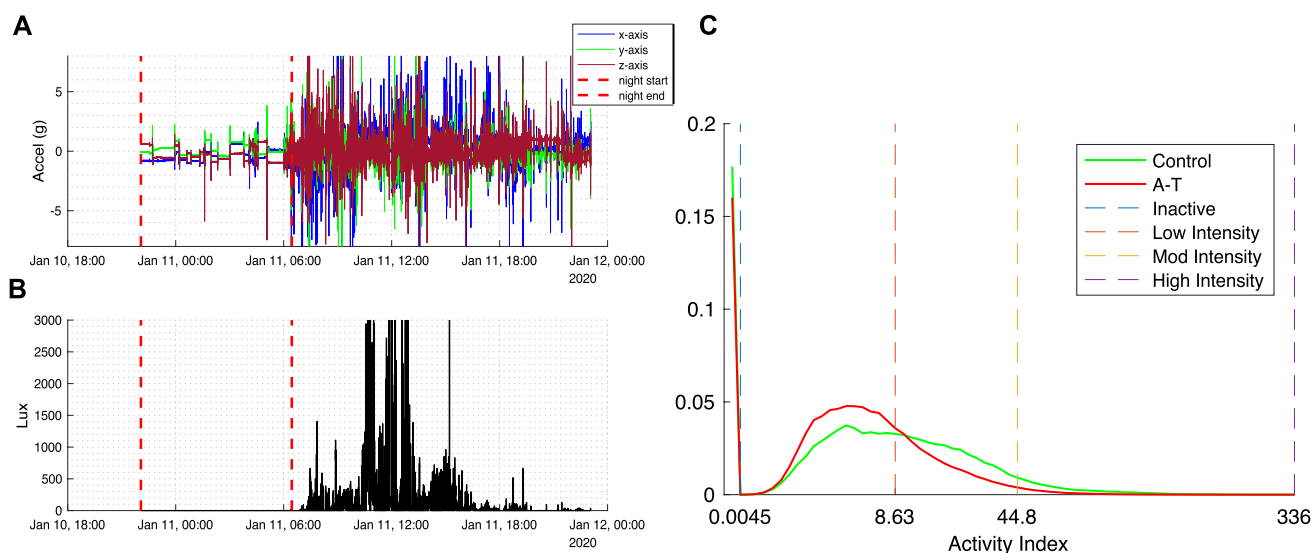 A
x-axis
y-axis
z-axis
night start
night end
Accel (g)
5
0
-5
Jan 10, 18:00 Jan 11, 00:00 Jan 11, 06:00 Jan 11, 12:00 Jan 11, 18:00 Jan 12, 00:00
2020
B
Lux
3000
2500
2000
1500
1000
500
0
Jan 10, 18:00 Jan 11, 00:00 Jan 11, 06:00 Jan 11, 12:00 Jan 11, 18:00 Jan 12, 00:00
2020
C
0.2
0.15
0.1
0.05
0
Control
A-T
Inactive
Low Intensity
Mod Intensity
High Intensity
0.0045 8.63 44.8 336
Activity Index